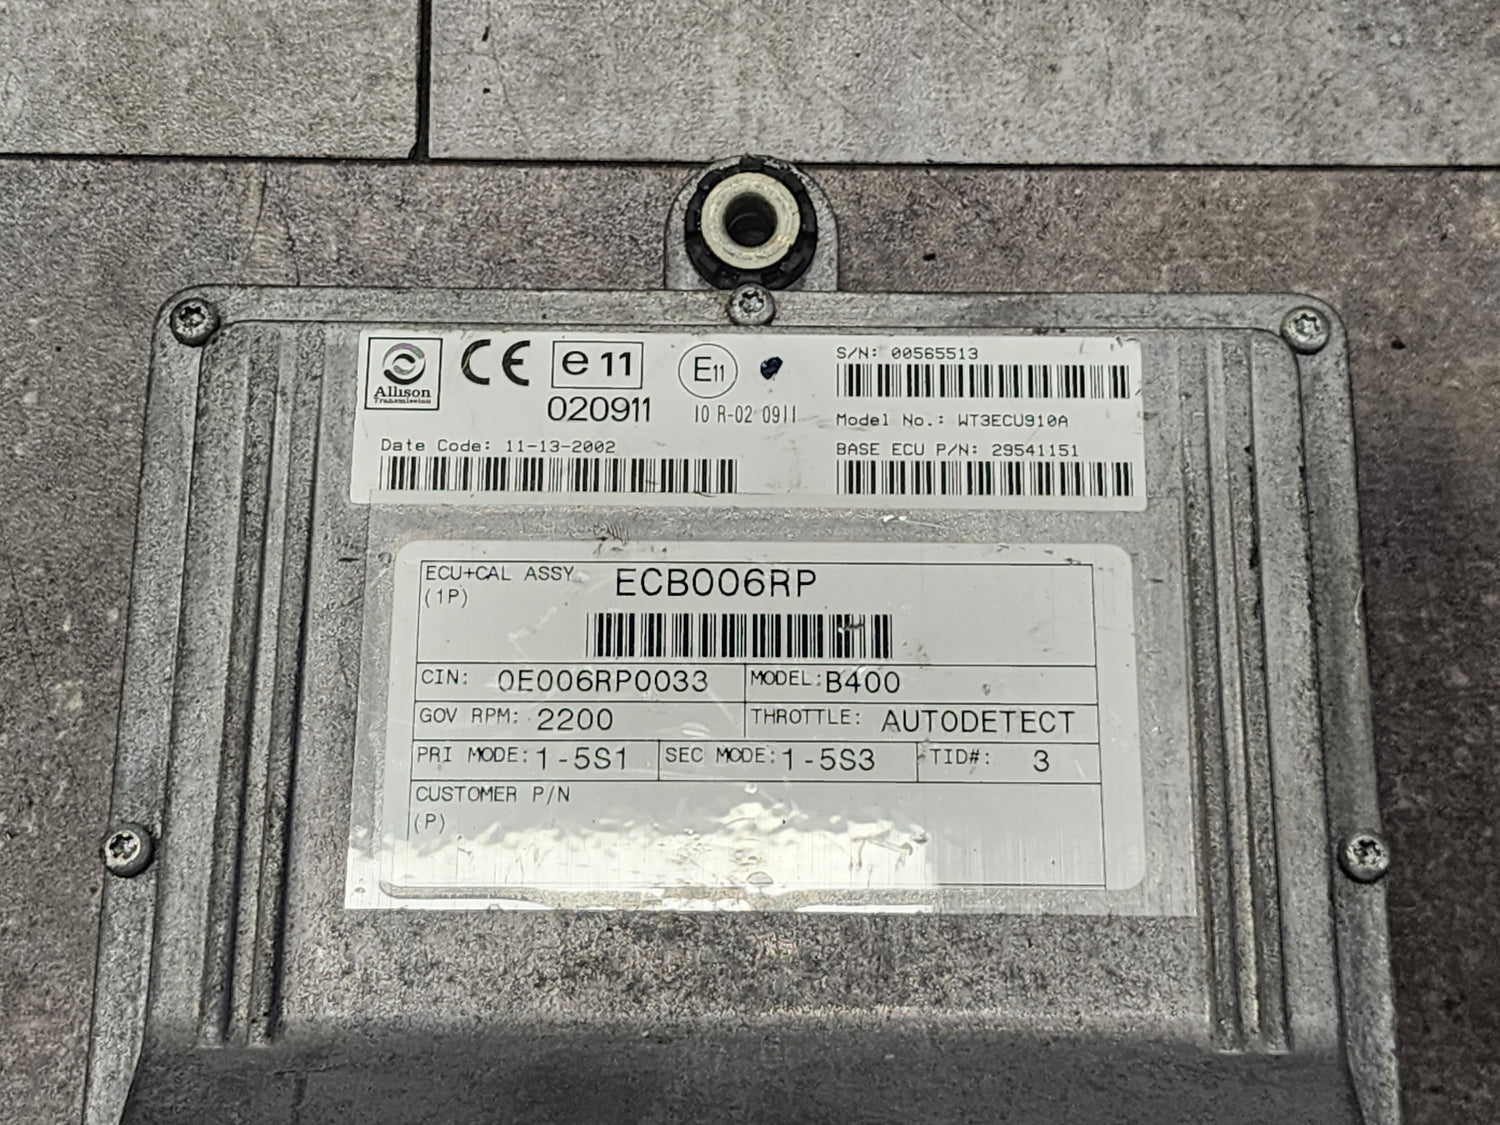 Allison
Transmission
CE
e 11
020911
E11
10 R-02 0911
S/N: 00565513
Model No.: WT3ECU910A
Date Code: 11-13-2002
BASE ECU P/N: 29541151
ECU+CAL ASSY ECB006RP
(1P)
CIN: 0E006RP0033 MODEL: B400
GOV RPM: 2200 THROTTLE: AUTODETECT
PRI MODE: 1-5S1 SEC MODE: 1-5S3 TID#: 3
CUSTOMER P/N
(P)